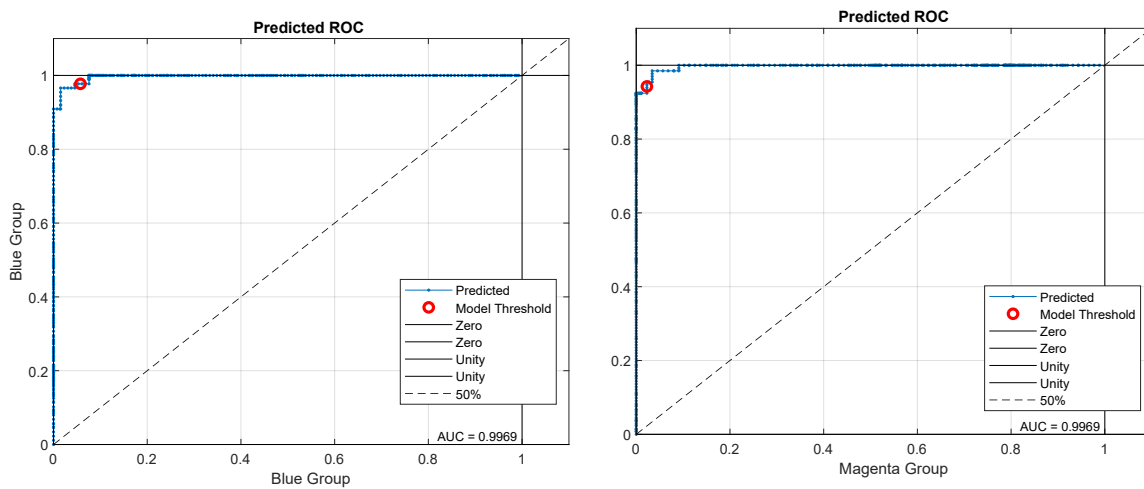 Predicted ROC
1
0.8
0.6
0.4
0.2
0
Blue Group
Predicted
Model Threshold
Zero
Zero
Unity
Unity
50%
AUC = 0.9969
0 0.2 0.4 0.6 0.8 1
Blue Group
Predicted ROC
1
0.8
0.6
0.4
0.2
0
Predicted
Model Threshold
Zero
Zero
Unity
Unity
50%
AUC = 0.9969
0 0.2 0.4 0.6 0.8 1
Magenta Group